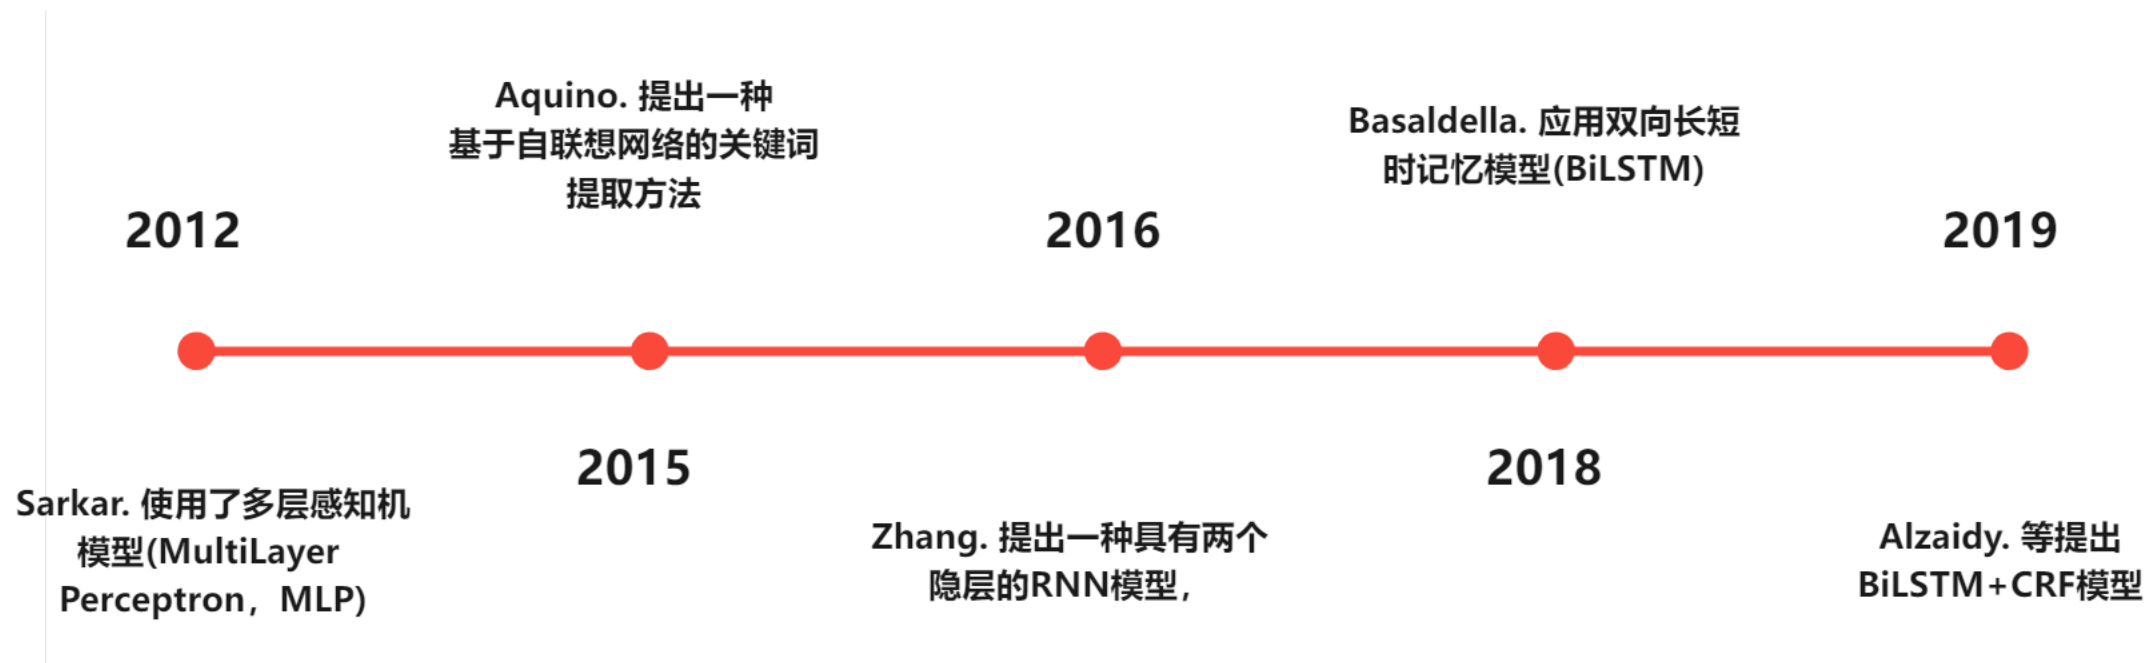 2012
Sarkar. 使用了多层感知机
模型(MultiLayer
Perceptron，MLP)
Aquino. 提出一种
基于自联想网络的关键词
提取方法
2015
2016
Zhang. 提出一种具有两个
隐层的RNN模型，
Basaldella. 应用双向长短
时记忆模型(BiLSTM)
2018
2019
Alzaidy. 等提出
BiLSTM+CRF模型